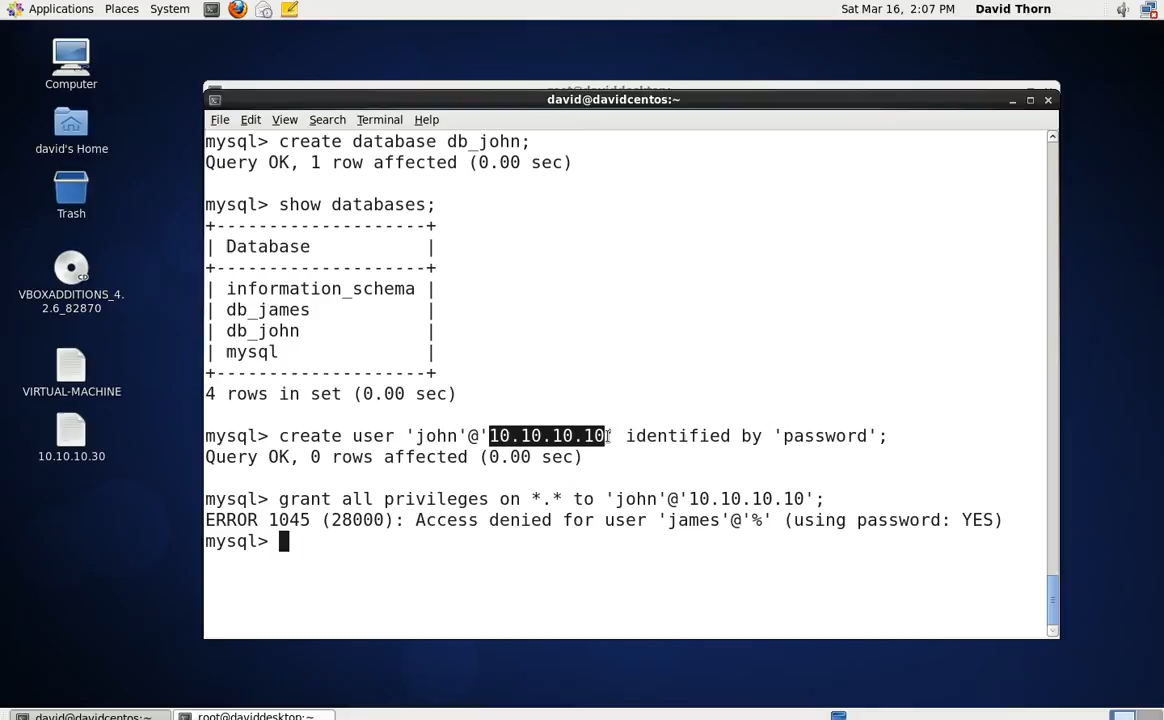 Applications Places System
Sat Mar 16, 2:07 PM David Thorn
Computer
david's Home
Trash
VBOXADDITIONS_4.
2.6_82870
VIRTUAL-MACHINE
10.10.10.30
david@davidcentos:~
File Edit View Search Terminal Help
mysql> create database db_john;
Query OK, 1 row affected (0.00 sec)
mysql> show databases;
+--------------------+
| Database |
+--------------------+
| information_schema |
| db_james |
| db_john |
| mysql |
+--------------------+
4 rows in set (0.00 sec)
mysql> create user 'john'@'10.10.10.10' identified by 'password';
Query OK, 0 rows affected (0.00 sec)
mysql> grant all privileges on *.* to 'john'@'10.10.10.10';
ERROR 1045 (28000): Access denied for user 'james'@'%' (using password: YES)
mysql>
david@davidcentos:~
root@daviddesktop:~